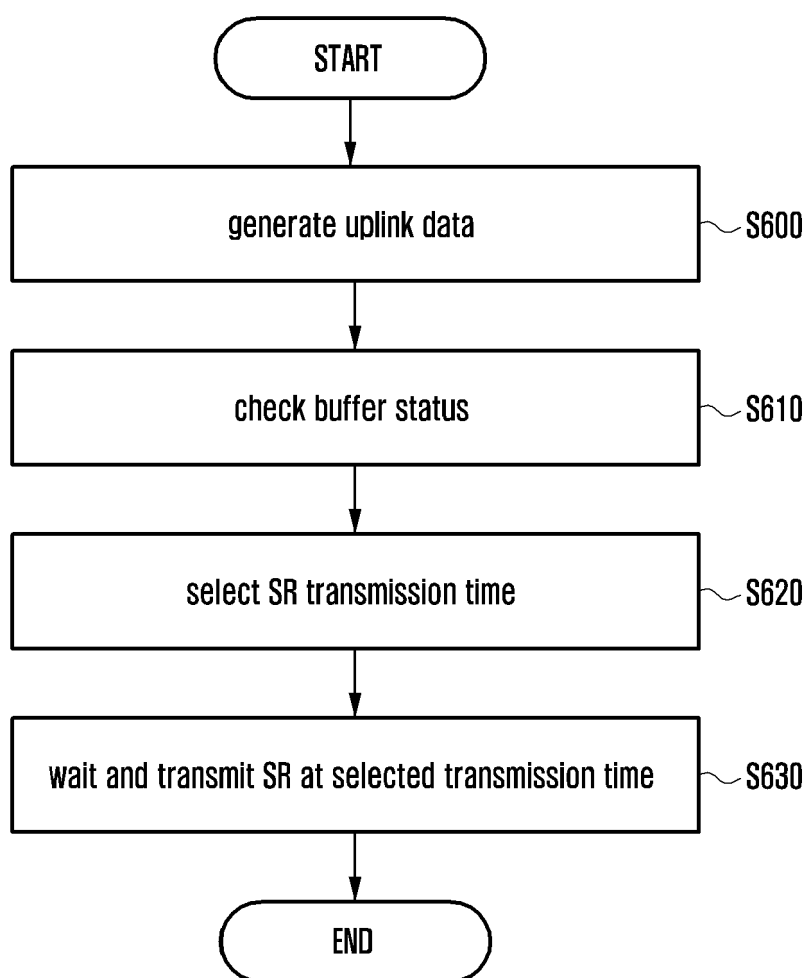 START
generate uplink data
S600
check buffer status
S610
select SR transmission time
S620
wait and transmit SR at selected transmission time
S630
END